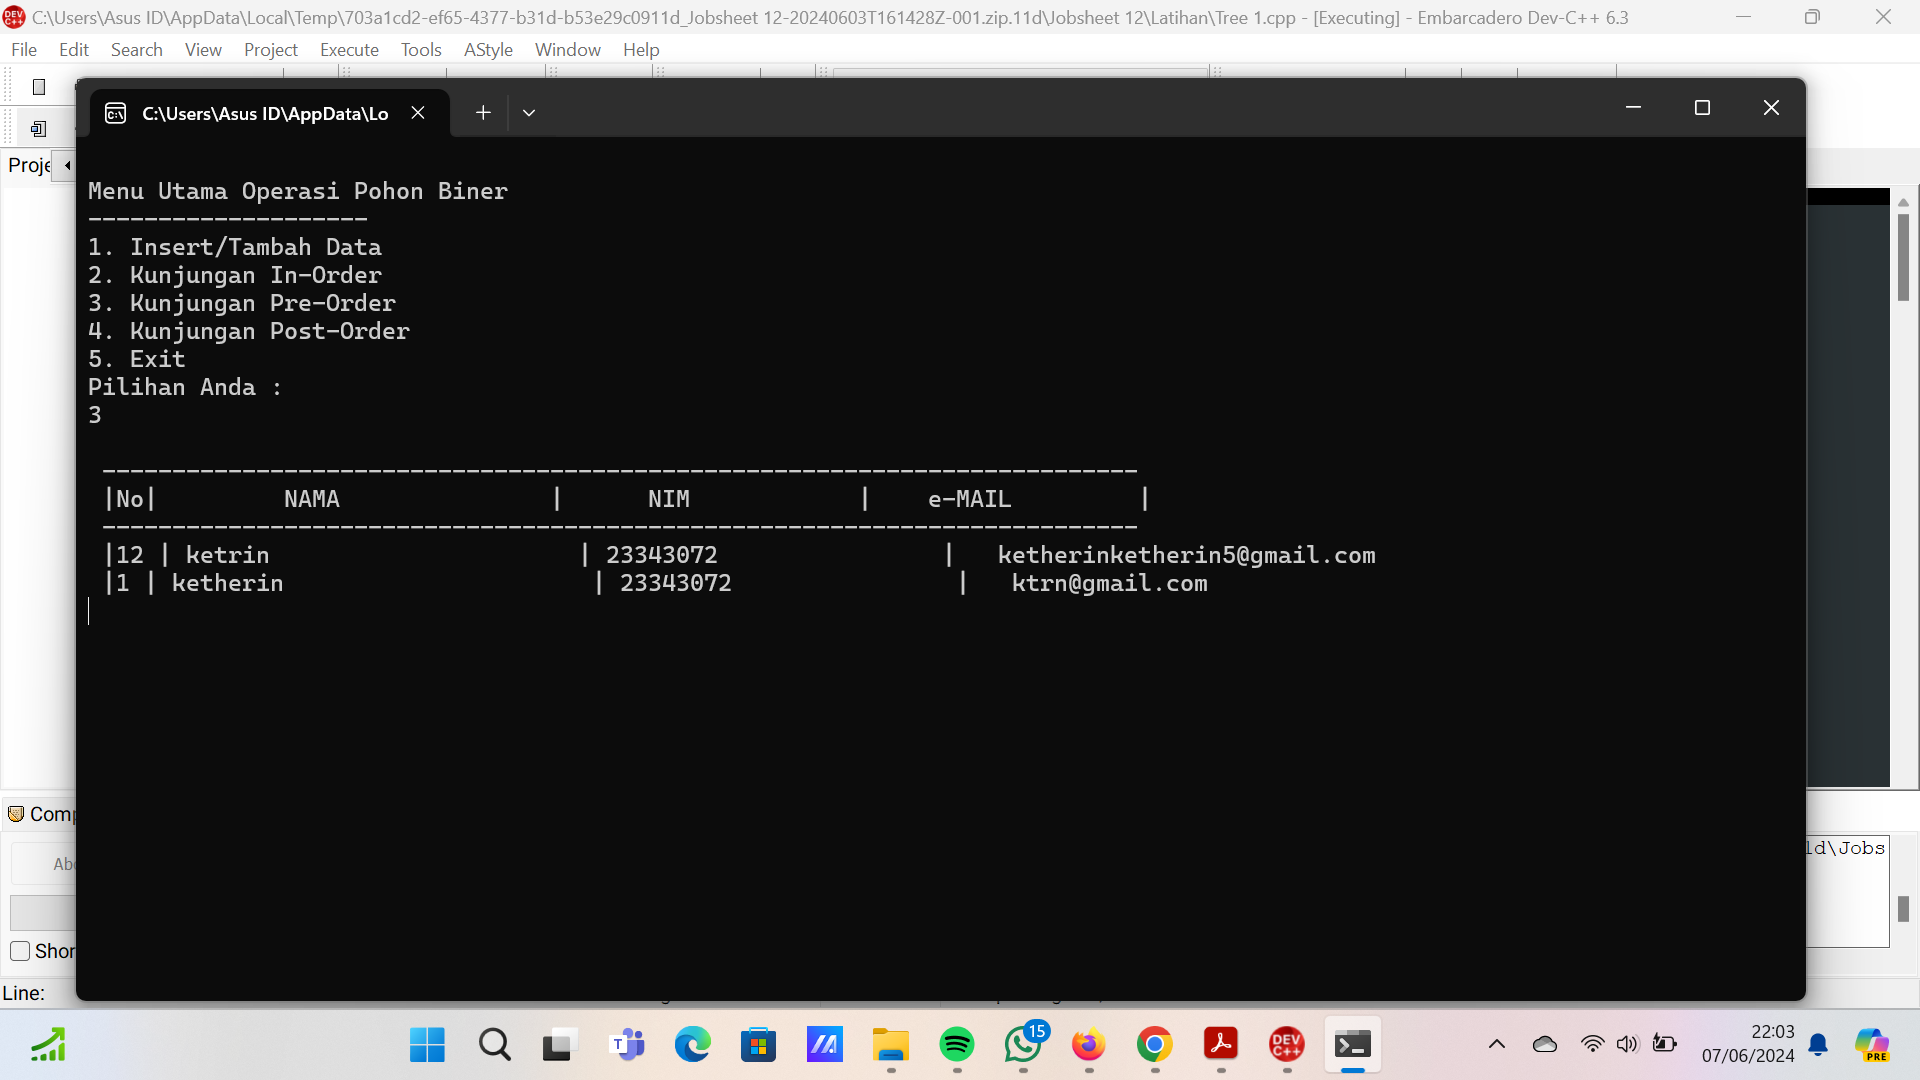 C:\Users\Asus ID\AppData\Local\Temp\703a1cd2-ef65-4377-b31d-b53e29c0911d_Jobsheet 12-20240603T161428Z-001.zip.11d\Jobsheet 12\Latihan\Tree 1.cpp - [Executing] - Embarcadero Dev-C++ 6.3
File Edit Search View Project Execute Tools AStyle Window Help
C:\Users\Asus ID\AppData\Lo
Proje
Menu Utama Operasi Pohon Biner
--------------------
1. Insert/Tambah Data
2. Kunjungan In-Order
3. Kunjungan Pre-Order
4. Kunjungan Post-Order
5. Exit
Pilihan Anda :
3
--------------------------------------------------------------------------
|No| NAMA | NIM | e-MAIL |
--------------------------------------------------------------------------
|12 | ketrin | 23343072 | ketherinketherin5@gmail.com
|1 | ketherin | 23343072 | ktrn@gmail.com
Comp
ld\Jobs
Abo
Shor
Line:
15
22:03
07/06/2024
PRE
DEV C++